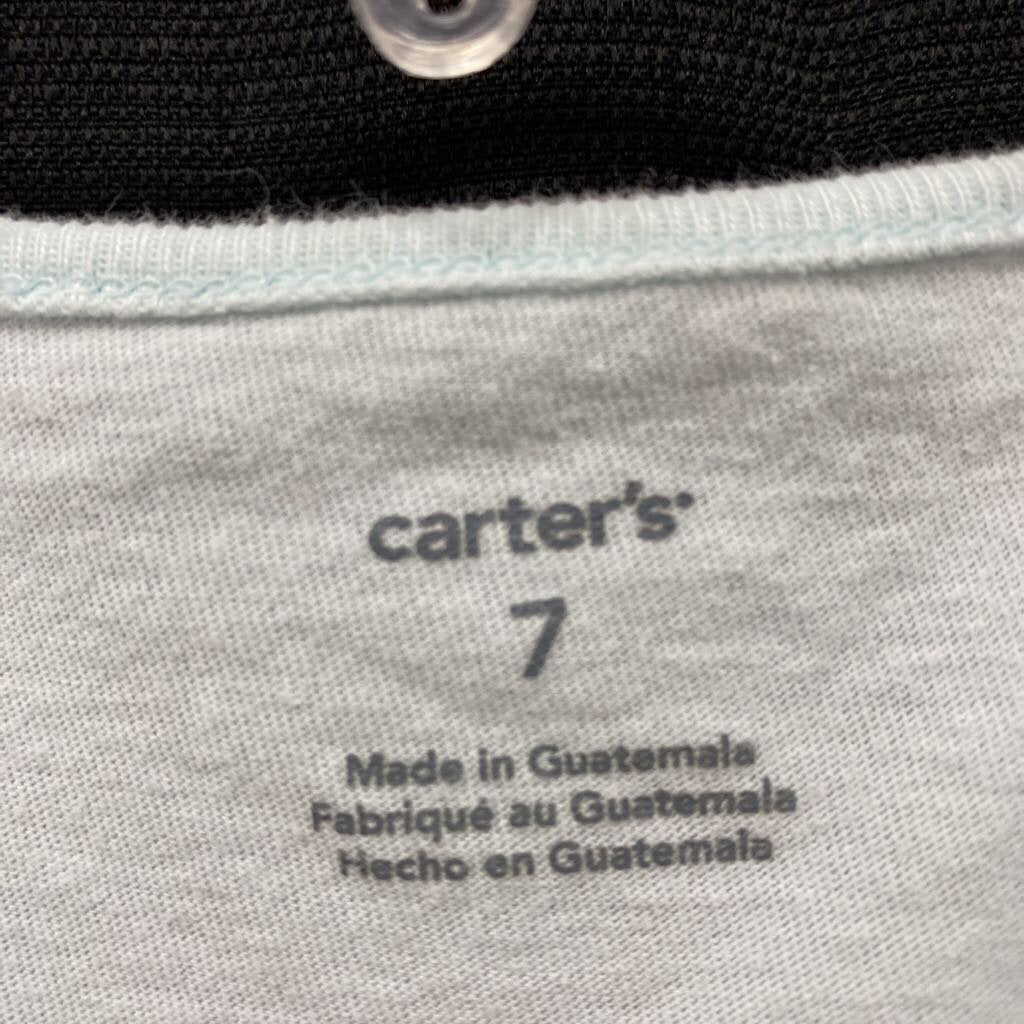 carter's
7
Made in Guatemala
Fabriqué au Guatemala
Hecho en Guatemala